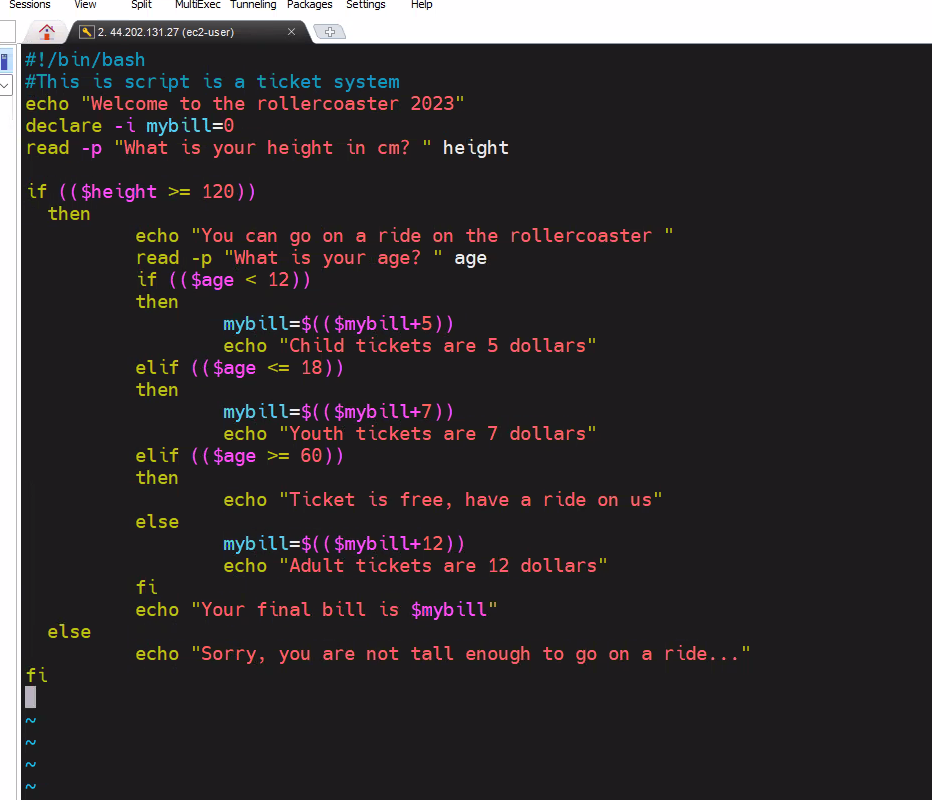 Sessions View Split MultiExec Tunneling Packages Settings Help
2. 44.202.131.27 (ec2-user)
#!/bin/bash
#This is script is a ticket system
echo "Welcome to the rollercoaster 2023"
declare -i mybill=0
read -p "What is your height in cm? " height

if (($height >= 120))
  then
          echo "You can go on a ride on the rollercoaster "
          read -p "What is your age? " age
          if (($age < 12))
          then
                  mybill=$(($mybill+5))
                  echo "Child tickets are 5 dollars"
          elif (($age <= 18))
          then
                  mybill=$(($mybill+7))
                  echo "Youth tickets are 7 dollars"
          elif (($age >= 60))
          then
                  echo "Ticket is free, have a ride on us"
          else
                  mybill=$(($mybill+12))
                  echo "Adult tickets are 12 dollars"
          fi
          echo "Your final bill is $mybill"
  else
          echo "Sorry, you are not tall enough to go on a ride..."
fi

~
~
~
~